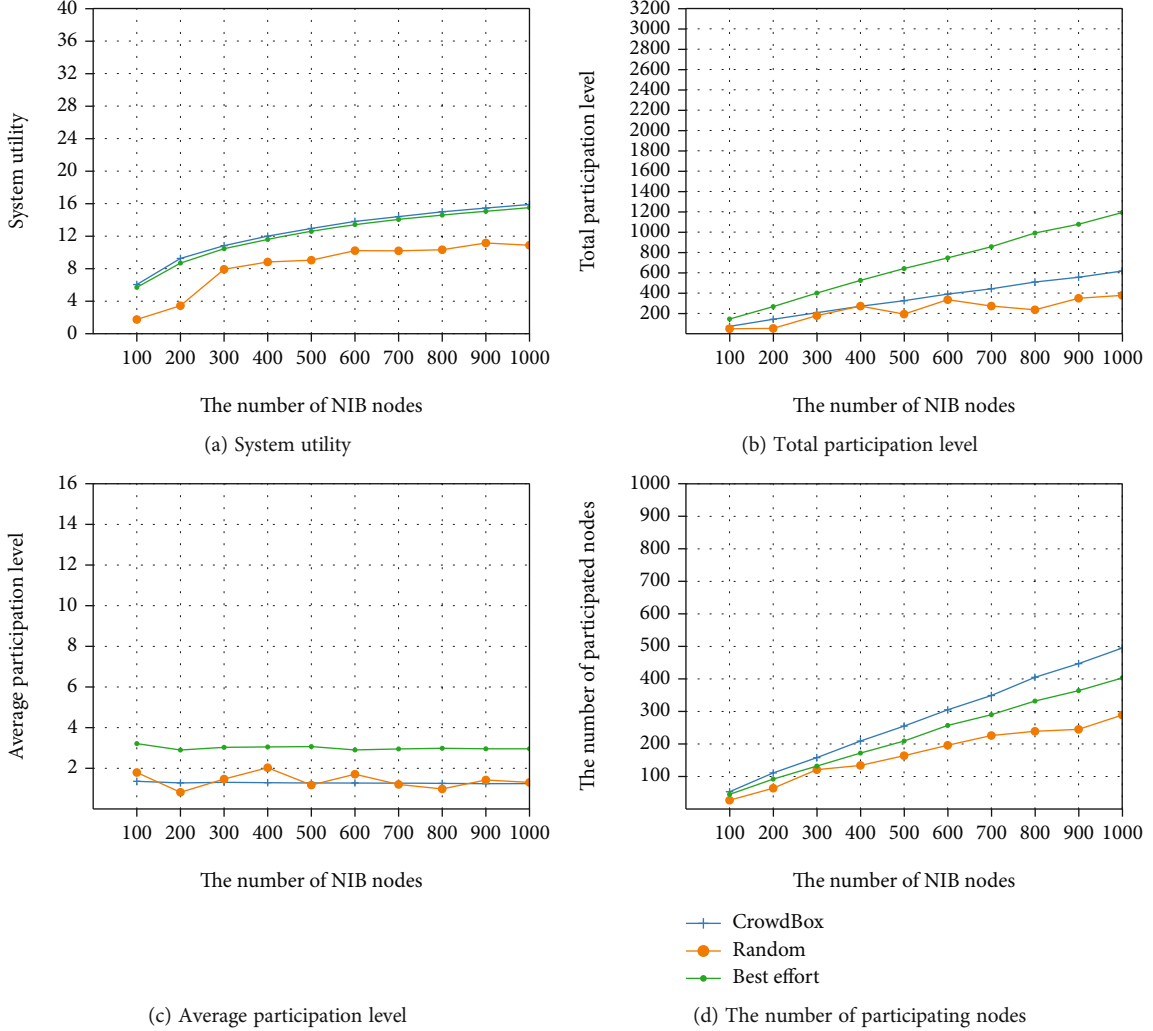 System utility
40
36
32
28
24
20
16
12
8
4
0
100 200 300 400 500 600 700 800 900 1000
The number of NIB nodes
(a) System utility
Total participation level
3200
3000
2800
2600
2400
2200
2000
1800
1600
1400
1200
1000
800
600
400
200
100 200 300 400 500 600 700 800 900 1000
The number of NIB nodes
(b) Total participation level
Average participation level
16
14
12
10
8
6
4
2
100 200 300 400 500 600 700 800 900 1000
The number of NIB nodes
(c) Average participation level
The number of participated nodes
1000
900
800
700
600
500
400
300
200
100
100 200 300 400 500 600 700 800 900 1000
The number of NIB nodes
CrowdBox
Random
Best effort
(d) The number of participating nodes